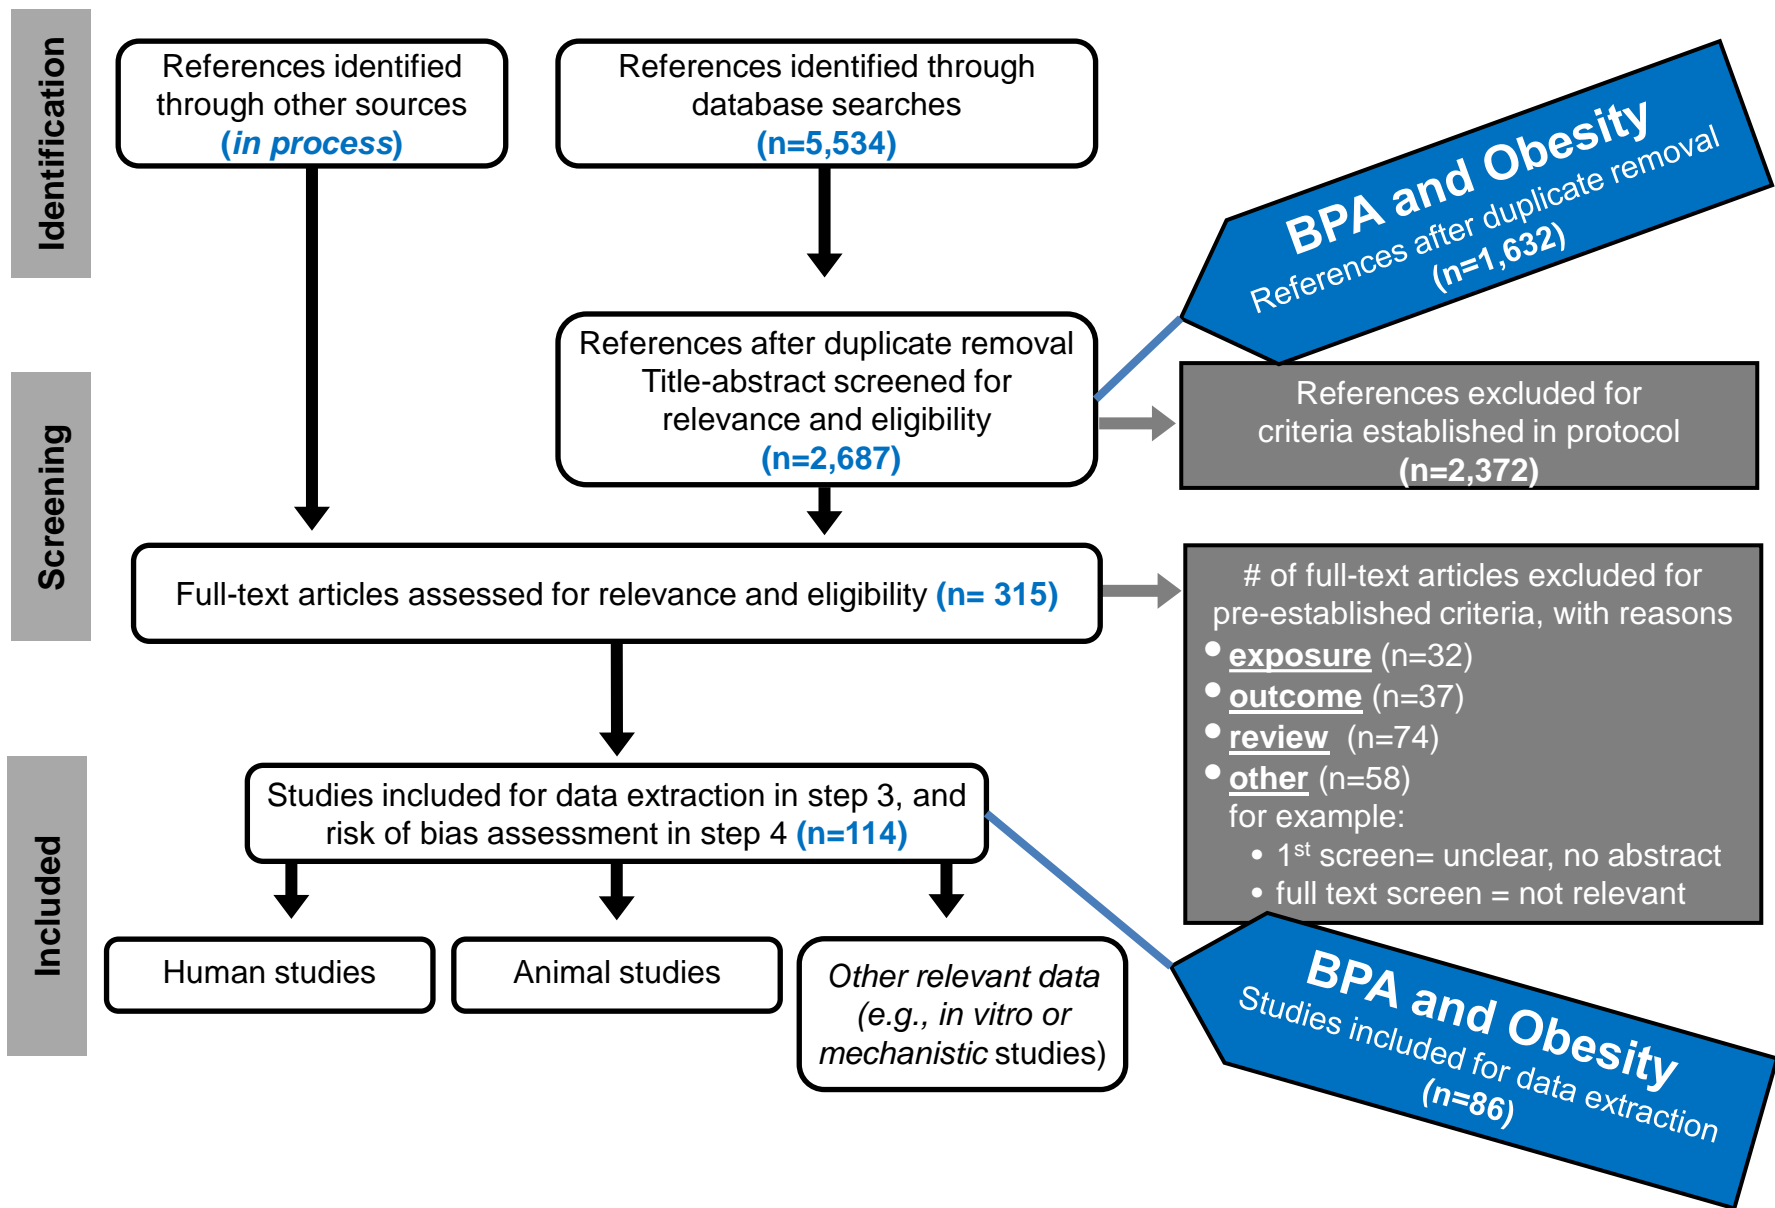 Identification
References identified
through other sources
(in process)
References identified through
database searches
(n=5,534)
BPA and Obesity
References after duplicate removal
(n=1,632)
Screening
References after duplicate removal
Title-abstract screened for
relevance and eligibility
(n=2,687)
References excluded for
criteria established in protocol
(n=2,372)
Full-text articles assessed for relevance and eligibility (n= 315)
# of full-text articles excluded for
pre-established criteria, with reasons
• exposure (n=32)
• outcome (n=37)
• review (n=74)
• other (n=58)
for example:
• 1st screen= unclear, no abstract
• full text screen = not relevant
Included
Studies included for data extraction in step 3, and
risk of bias assessment in step 4 (n=114)
Human studies
Animal studies
Other relevant data
(e.g., in vitro or
mechanistic studies)
BPA and Obesity
Studies included for data extraction
(n=86)